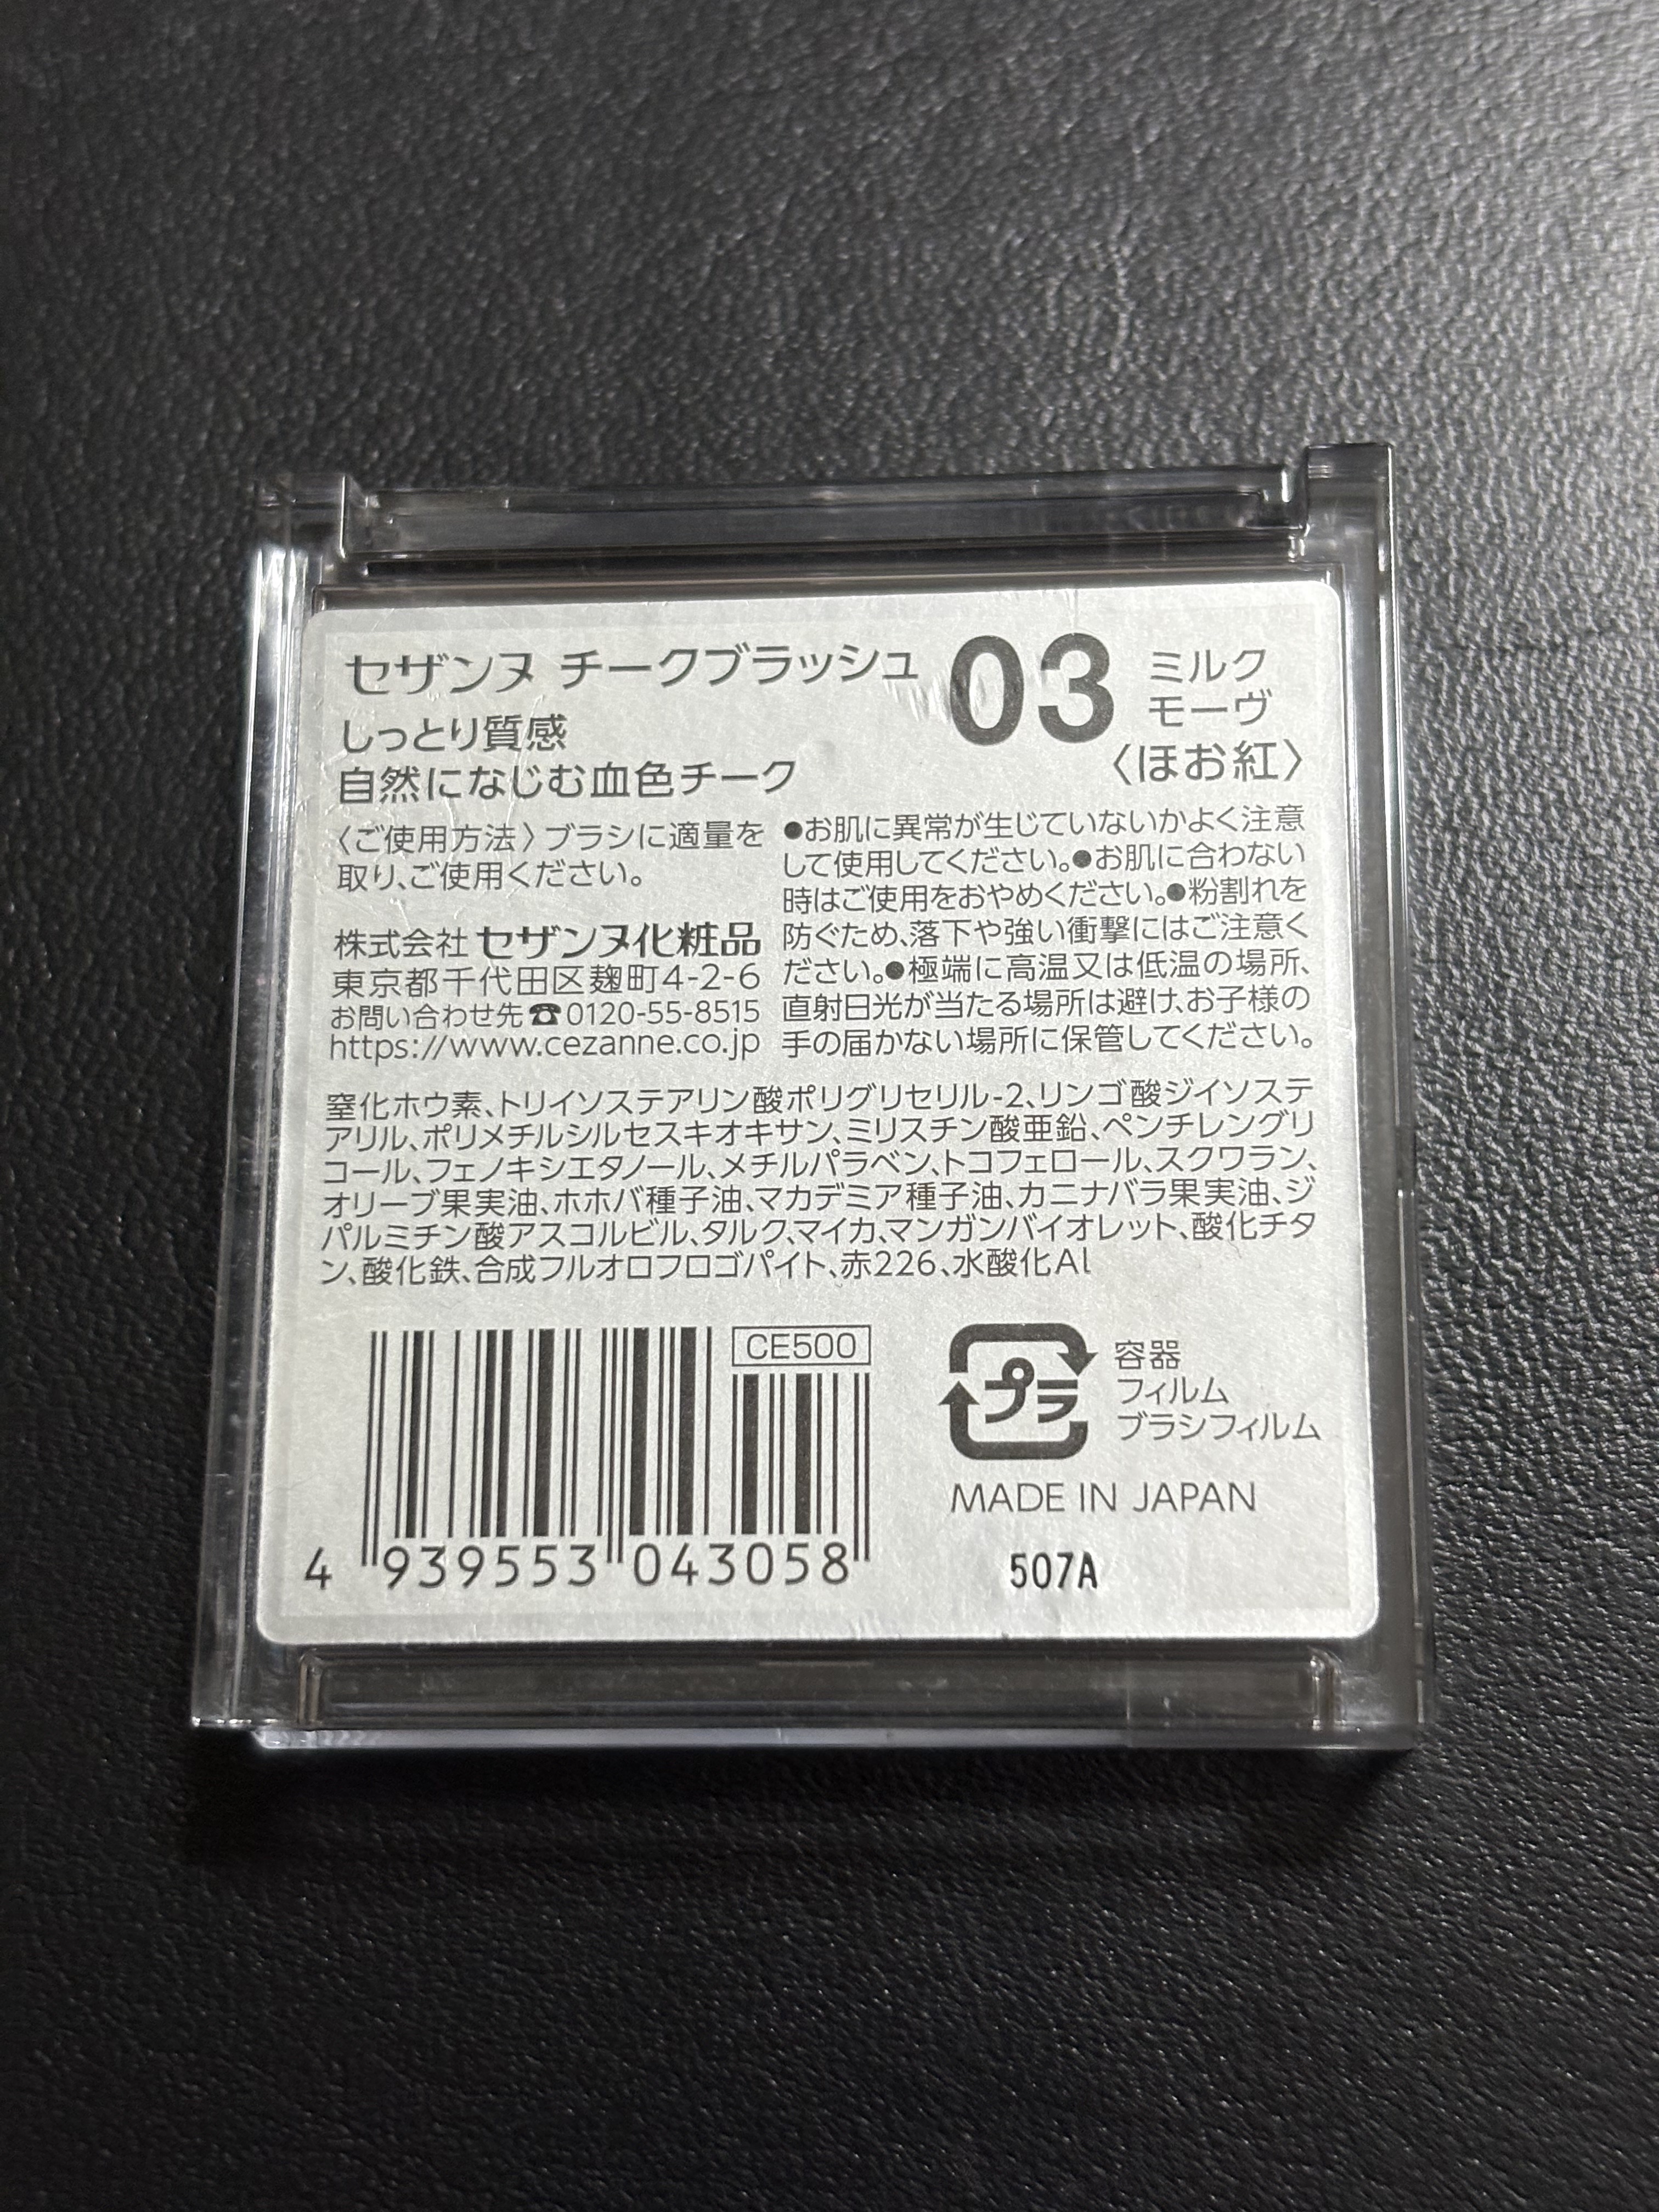 セザンヌ チークブラッシュ
03 ミルク
モーヴ
〈ほお紅〉
しっとり質感
自然になじむ血色チーク
〈ご使用方法〉ブラシに適量を
取り、ご使用ください。
株式会社 セザンヌ化粧品
東京都千代田区麹町4-2-6
お問い合わせ先☎0120-55-8515
https://www.cezanne.co.jp
●お肌に異常が生じていないかよく注意
して使用してください。●お肌に合わない
時はご使用をおやめください。●粉割れを
防ぐため、落下や強い衝撃にはご注意く
ださい。●極端に高温又は低温の場所、
直射日光が当たる場所は避け、お子様の
手の届かない場所に保管してください。
窒化ホウ素、トリイソステアリン酸ポリグリセリル-2、リンゴ酸ジイソステ
アリル、ポリメチルシルセスキオキサン、ミリスチン酸亜鉛、ペンチレングリ
コール、フェノキシエタノール、メチルパラベン、トコフェロール、スクワラン、
オリーブ果実油、ホホバ種子油、マカデミア種子油、カニナバラ果実油、ジ
パルミチン酸アスコルビル、タルク、マイカ、マンガンバイオレット、酸化チタ
ン、酸化鉄、合成フルオロフロゴパイト、赤226、水酸化Al
CE500
4 939553 043058
プラ
容器
フィルム
ブラシフィルム
MADE IN JAPAN
507A